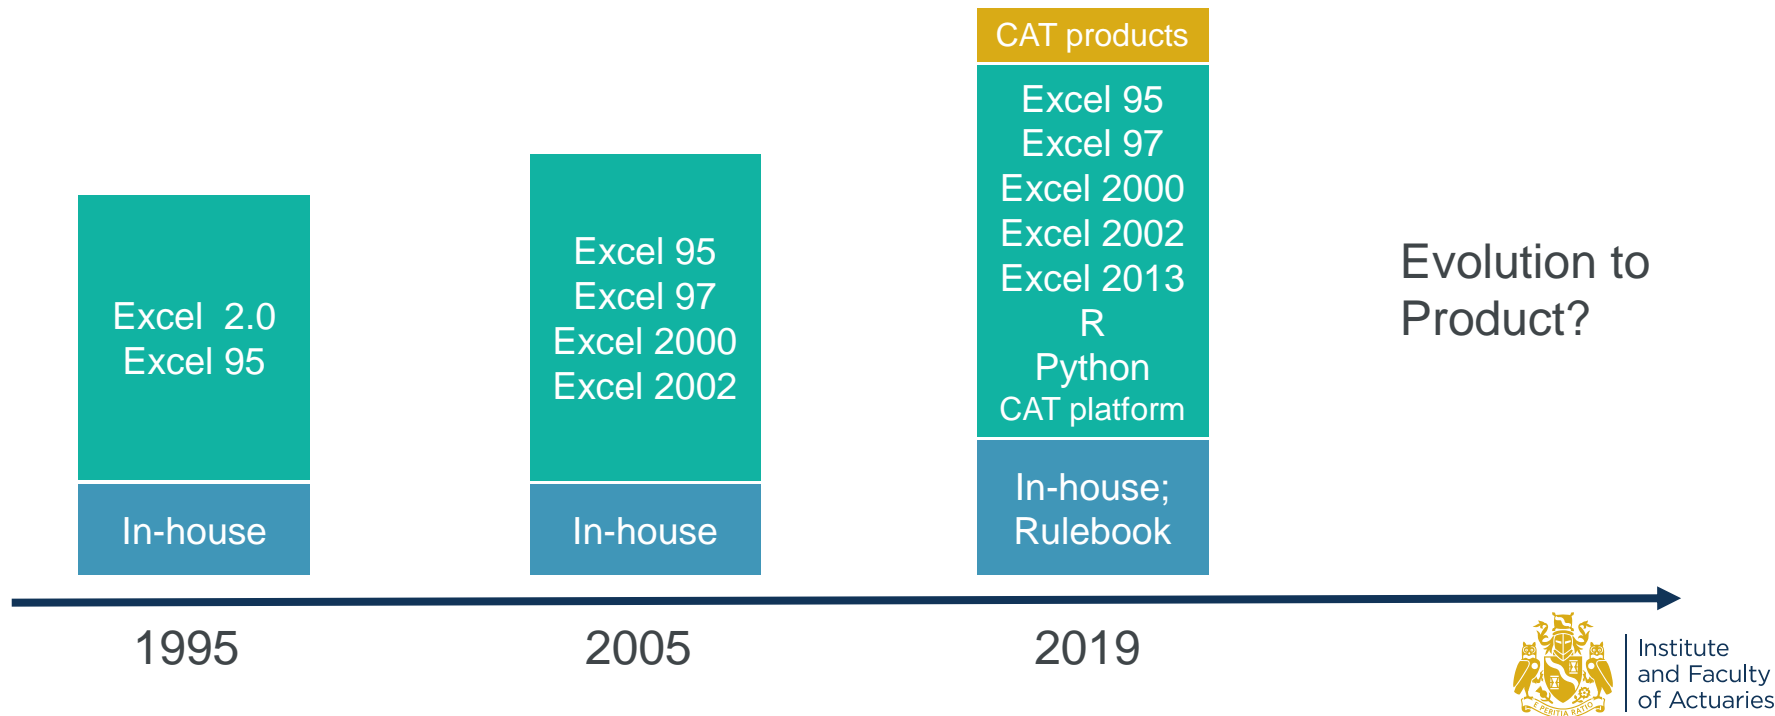 Excel 2.0
Excel 95
In-house
1995
Excel 95
Excel 97
Excel 2000
Excel 2002
In-house
2005
CAT products
Excel 95
Excel 97
Excel 2000
Excel 2002
Excel 2013
R
Python
CAT platform
In-house;
Rulebook
2019
Evolution to
Product?
E PERITIA RATIO
Institute
and Faculty
of Actuaries